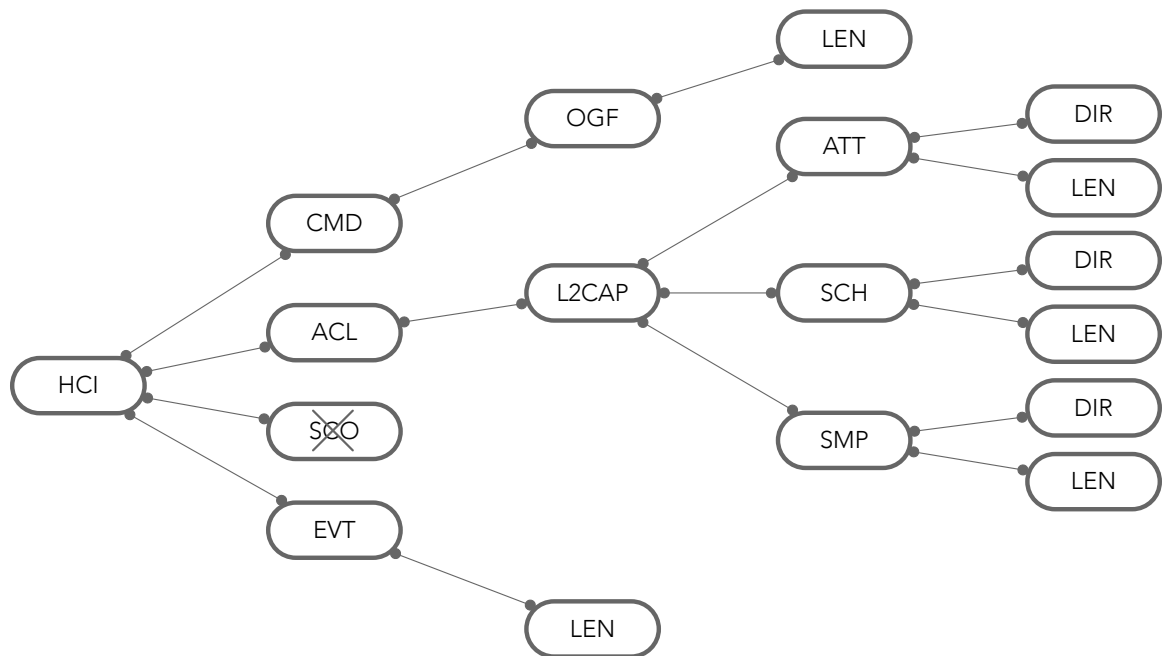 LEN
OGF
DIR
ATT
LEN
CMD
DIR
L2CAP
SCH
ACL
LEN
HCI
DIR
SCO
SMP
LEN
EVT
LEN